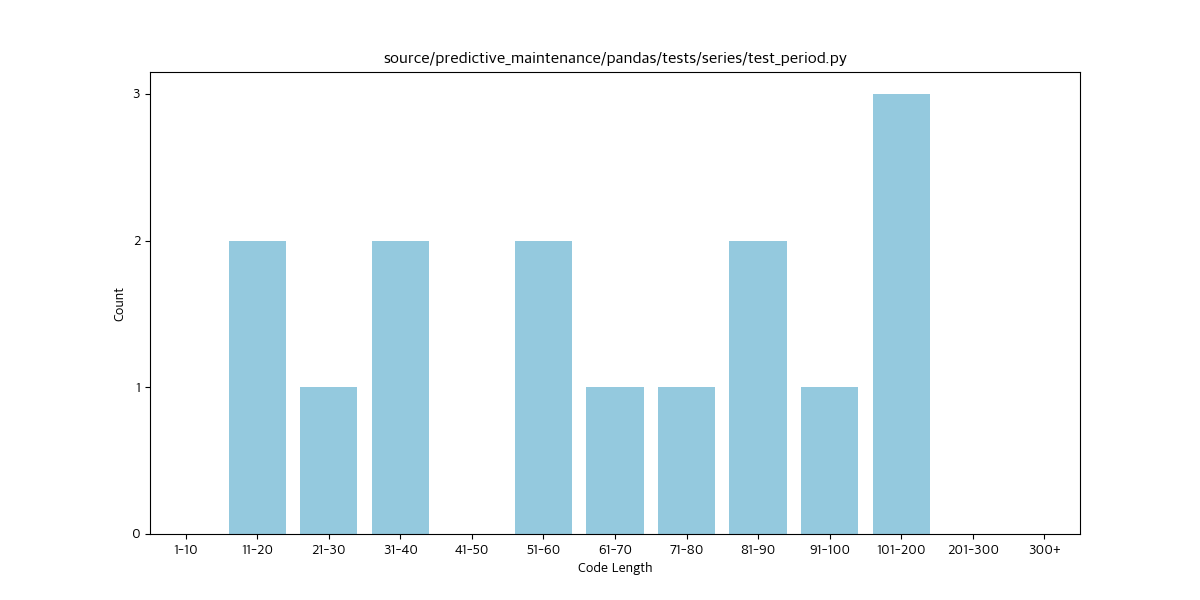 source/predictive_maintenance/pandas/tests/series/test_period.py
3
2
1
0
Count
1-10 11-20 21-30 31-40 41-50 51-60 61-70 71-80 81-90 91-100 101-200 201-300 300+
Code Length